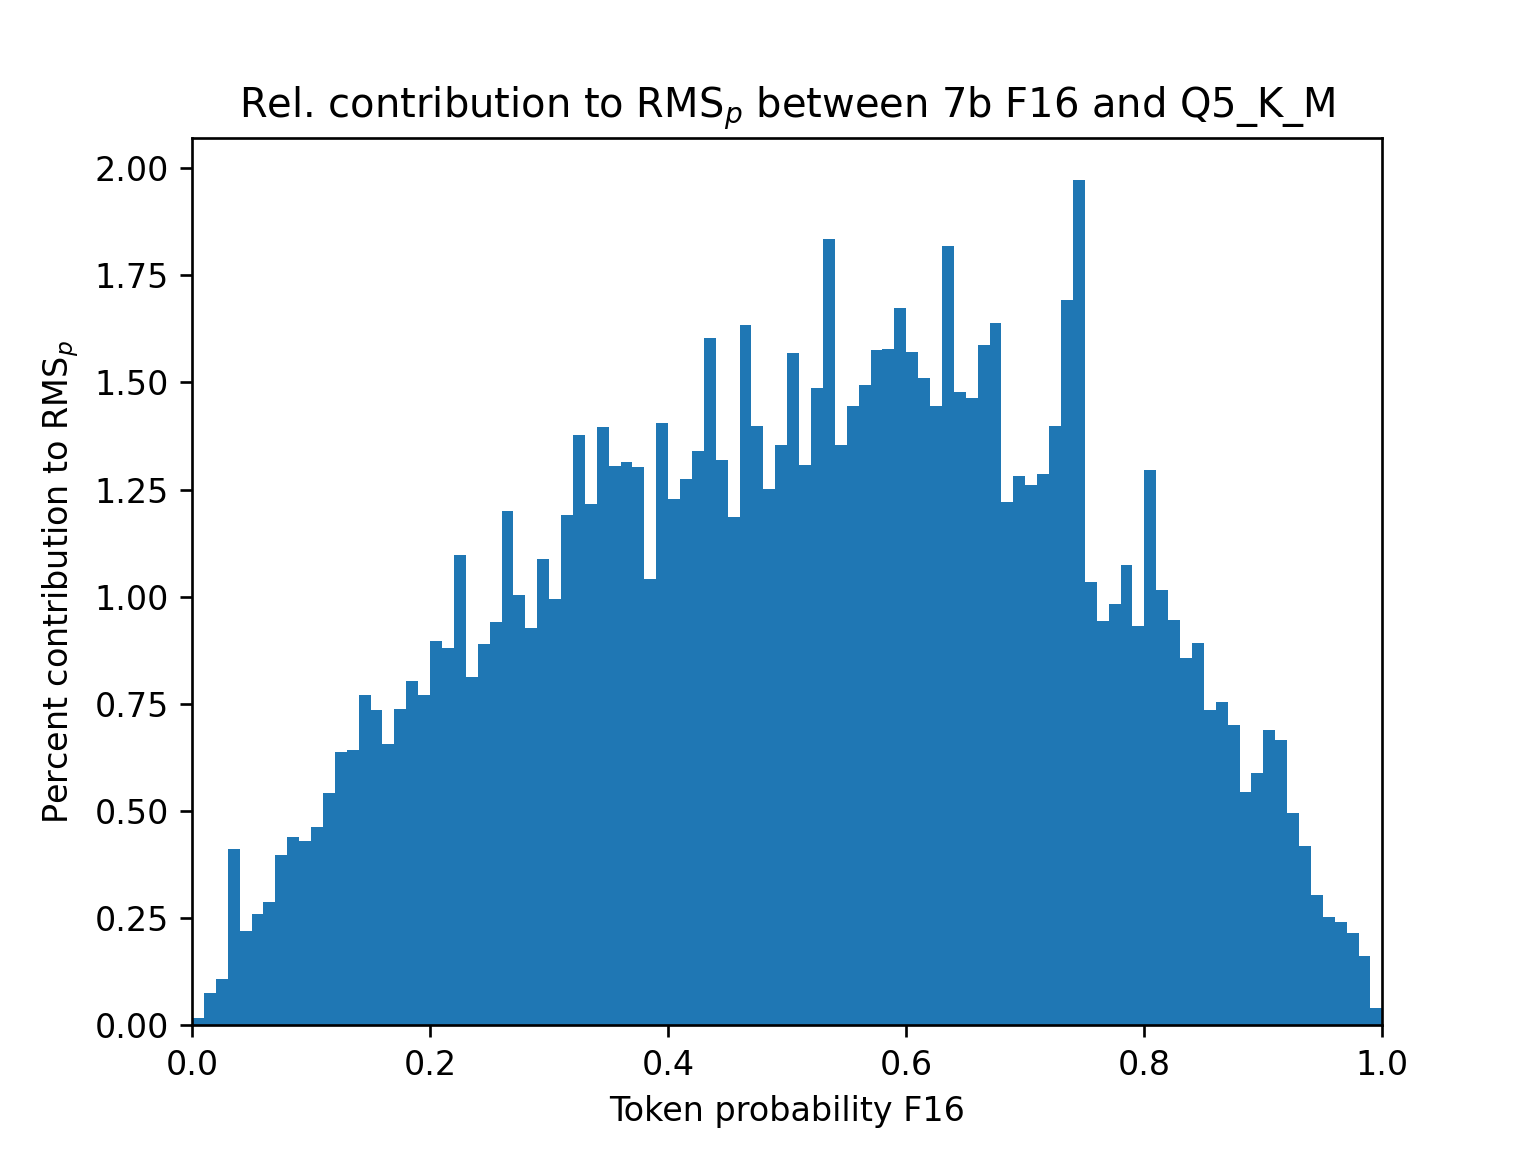 Rel. contribution to RMSp between 7b F16 and Q5_K_M
Percent contribution to RMSp
2.00
1.75
1.50
1.25
1.00
0.75
0.50
0.25
0.00
0.0 0.2 0.4 0.6 0.8 1.0
Token probability F16